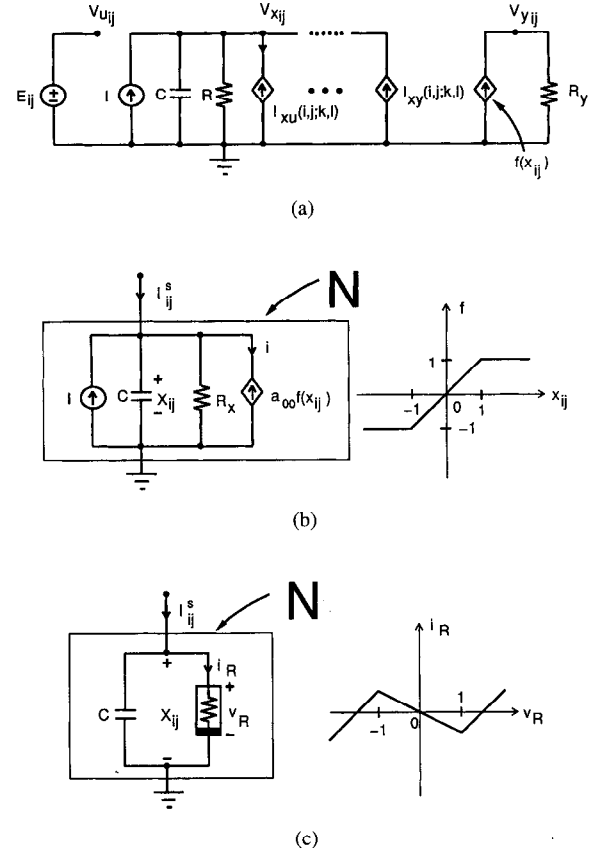 V_{u_{ij}} V_{x_{ij}} V_{y_{ij}}
E_{ij} I C R I_{xu}(i,j;k,l) I_{xy}(i,j;k,l) R_y
f(x_{ij})
(a)
N
I^s_{ij}
I C + X_{ij} − R_x i a_{00}f(x_{ij})
f
1
−1 0 1 x_{ij}
−1
(b)
N
I^s_{ij}
C + X_{ij} − i_R + v_R −
i_R
1
−1 0 v_R
(c)